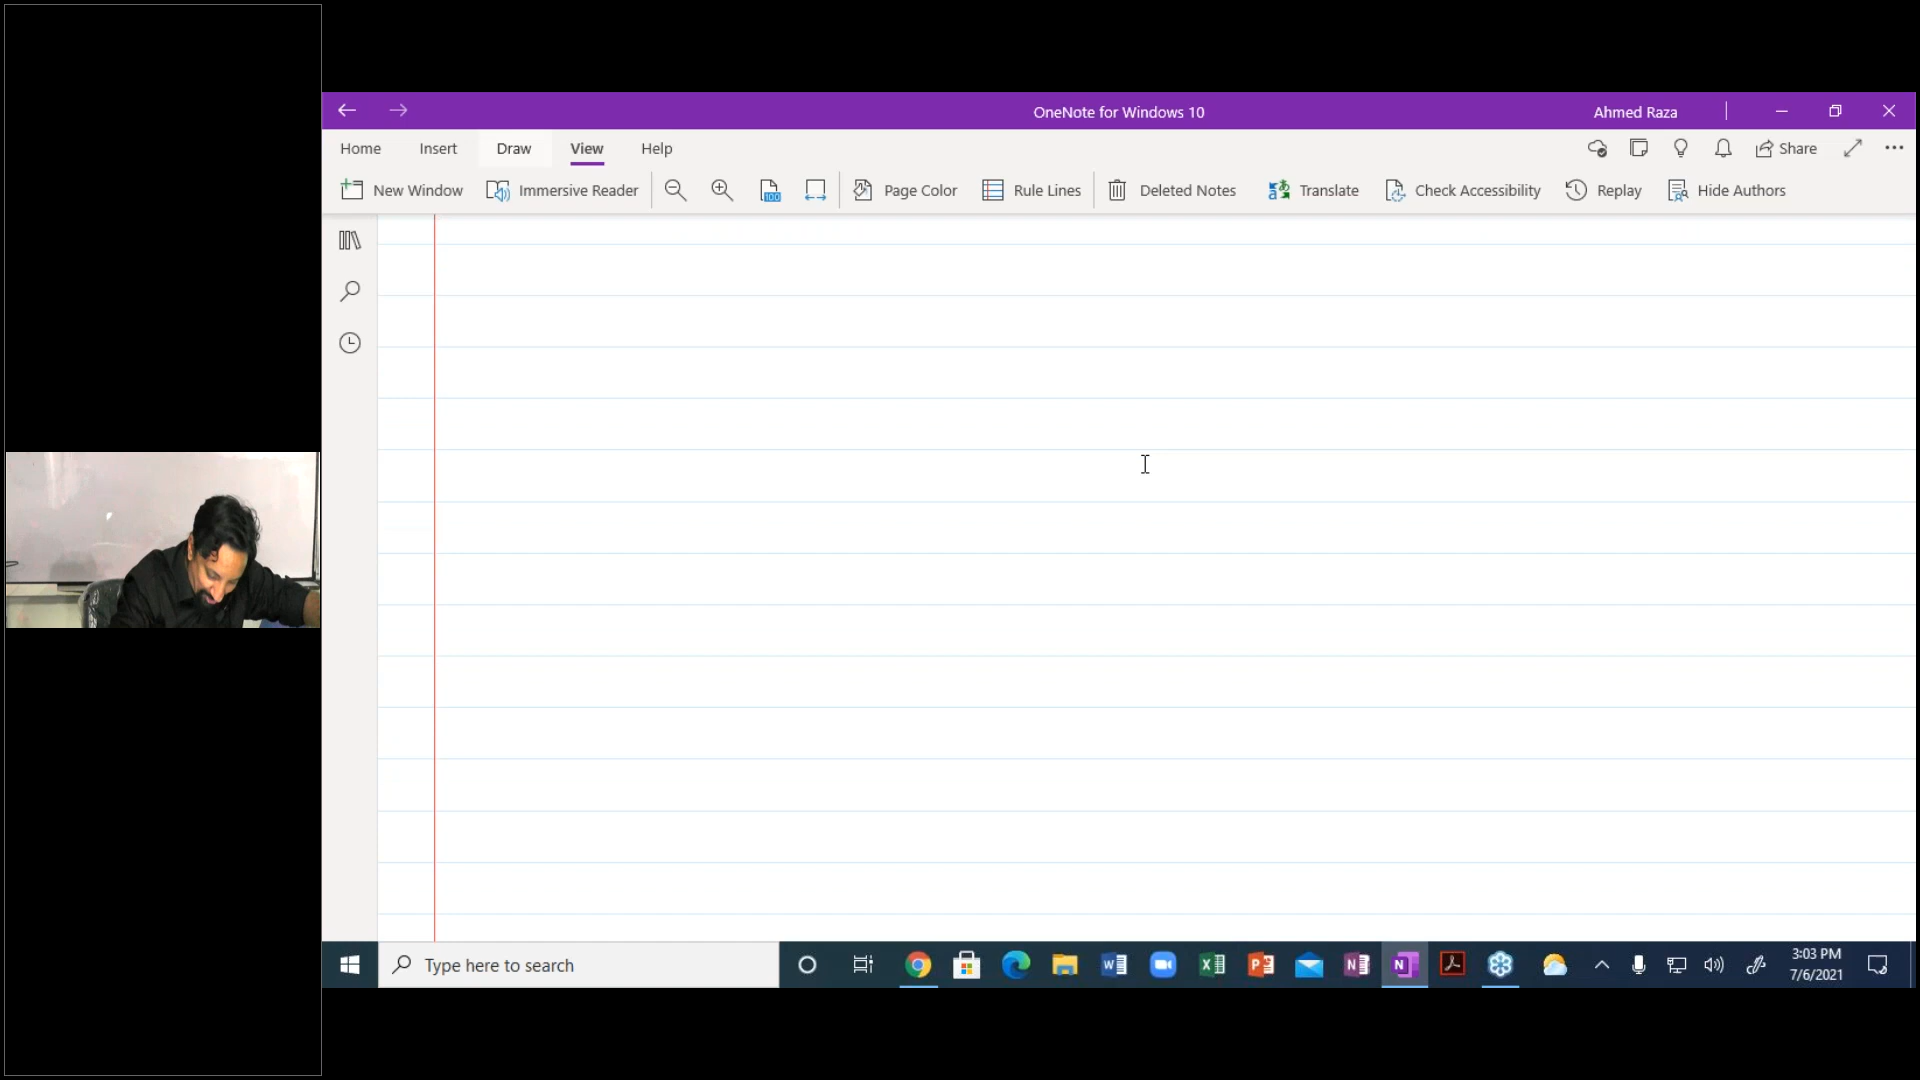 OneNote for Windows 10
Ahmed Raza
Home Insert Draw View Help
Share
New Window Immersive Reader Page Color Rule Lines Deleted Notes Translate Check Accessibility Replay Hide Authors
Type here to search
3:03 PM
7/6/2021